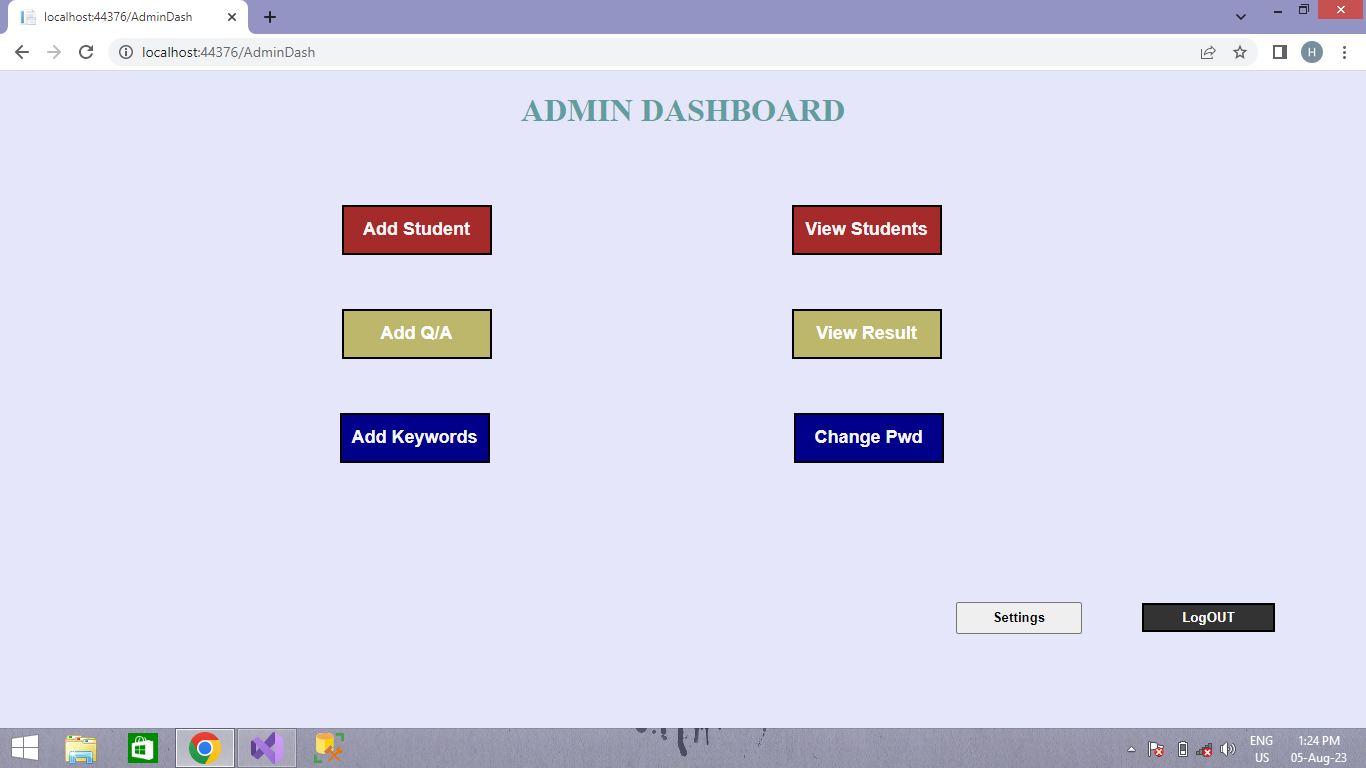 localhost:44376/AdminDash
localhost:44376/AdminDash
H
ADMIN DASHBOARD
Add Student
View Students
Add Q/A
View Result
Add Keywords
Change Pwd
Settings
LogOUT
ENG
1:24 PM
US
05-Aug-23